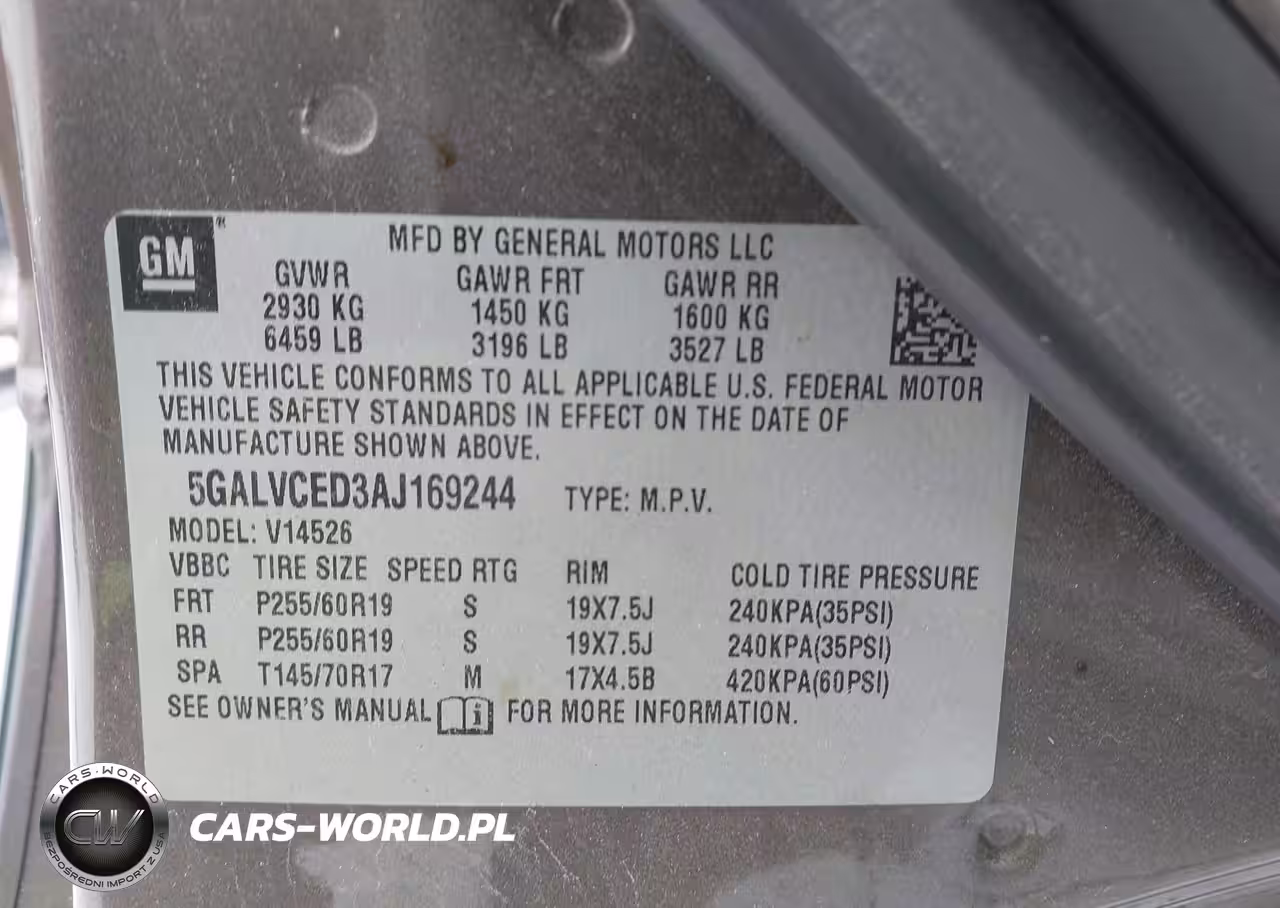 GM
MFD BY GENERAL MOTORS LLC
GVWR GAWR FRT GAWR RR
2930 KG 1450 KG 1600 KG
6459 LB 3196 LB 3527 LB
THIS VEHICLE CONFORMS TO ALL APPLICABLE U.S. FEDERAL MOTOR
VEHICLE SAFETY STANDARDS IN EFFECT ON THE DATE OF
MANUFACTURE SHOWN ABOVE.
5GALVCED3AJ169244 TYPE: M.P.V.
MODEL: V14526
VBBC TIRE SIZE SPEED RTG RIM COLD TIRE PRESSURE
FRT P255/60R19 S 19X7.5J 240KPA(35PSI)
RR P255/60R19 S 19X7.5J 240KPA(35PSI)
SPA T145/70R17 M 17X4.5B 420KPA(60PSI)
SEE OWNER'S MANUAL i FOR MORE INFORMATION.
CARS-WORLD
CW
BEZPOŚREDNI IMPORT Z USA
CARS-WORLD.PL